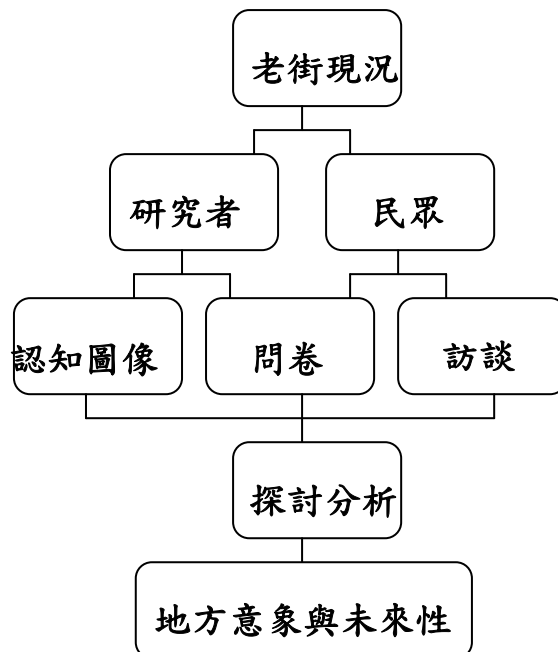 老街現況
研究者
民眾
認知圖像
問卷
訪談
探討分析
地方意象與未來性